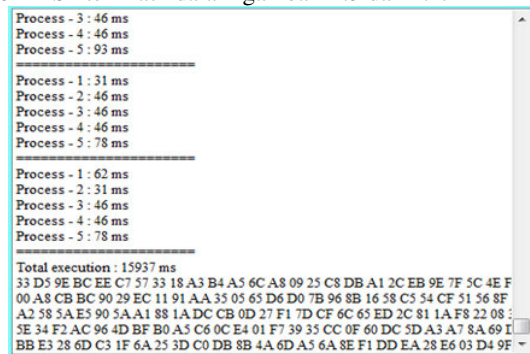 Process - 3 : 46 ms
Process - 4 : 46 ms
Process - 5 : 93 ms
========================
Process - 1 : 31 ms
Process - 2 : 46 ms
Process - 3 : 46 ms
Process - 4 : 46 ms
Process - 5 : 78 ms
========================
Process - 1 : 62 ms
Process - 2 : 31 ms
Process - 3 : 46 ms
Process - 4 : 46 ms
Process - 5 : 78 ms
========================
Total execution : 15937 ms
33 D5 9E BC EE C7 57 33 18 A3 B4 A5 6C A8 09 25 C8 DB A1 2C EB 9E 7F 5C 4E F
00 A8 CB BC 90 29 EC 11 91 AA 35 05 65 D6 D0 7B 96 8B 16 58 C5 54 CF 51 56 8F
A2 58 5A E5 90 5A A1 88 1A DC CB 0D 27 F1 7D CF 6C 65 ED 2C 81 1A F8 22 08
5E 34 F2 AC 96 4D BF B0 A5 C6 0C E4 01 F7 39 35 CC 0F 60 DC 5D A3 A7 8A 69
BB E3 28 6D C3 1F 6A 25 3D C0 DB 8B 4A 6D A5 6A 8E F1 DD EA 28 E6 03 D4 9F